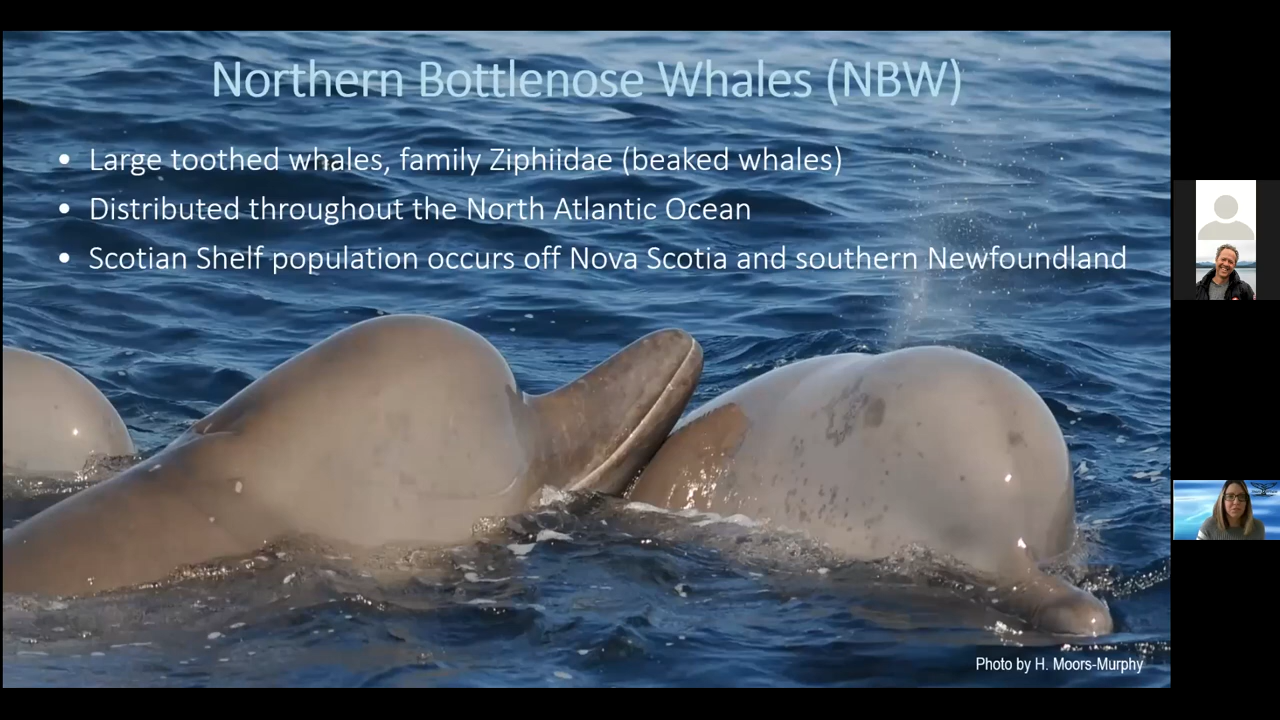 Northern Bottlenose Whales (NBW)
• Large toothed whales, family Ziphiidae (beaked whales)
• Distributed throughout the North Atlantic Ocean
• Scotian Shelf population occurs off Nova Scotia and southern Newfoundland
Photo by H. Moors-Murphy